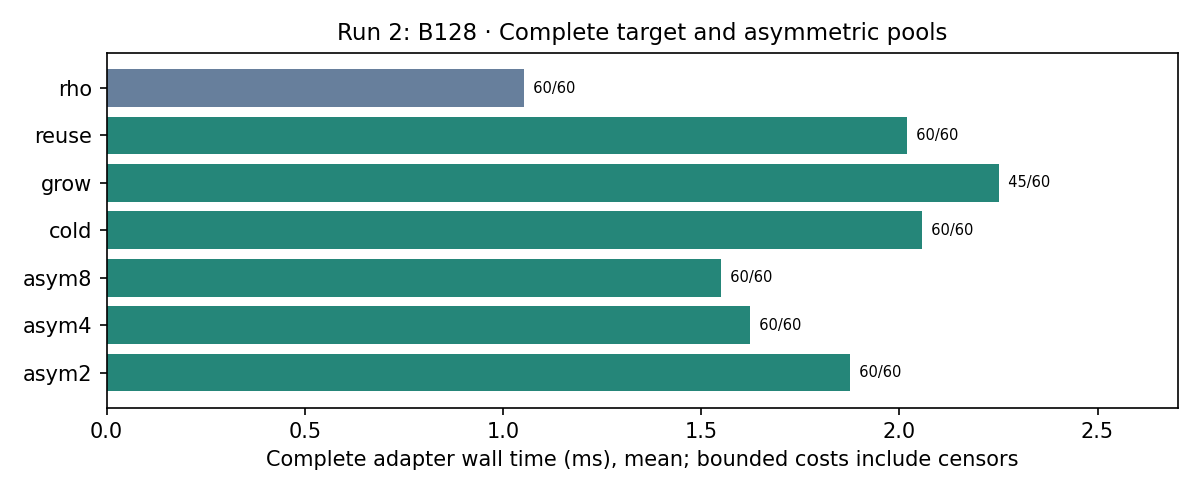 Run 2: B128 · Complete target and asymmetric pools
rho
60/60
reuse
60/60
grow
45/60
cold
60/60
asym8
60/60
asym4
60/60
asym2
60/60
0.0 0.5 1.0 1.5 2.0 2.5
Complete adapter wall time (ms), mean; bounded costs include censors